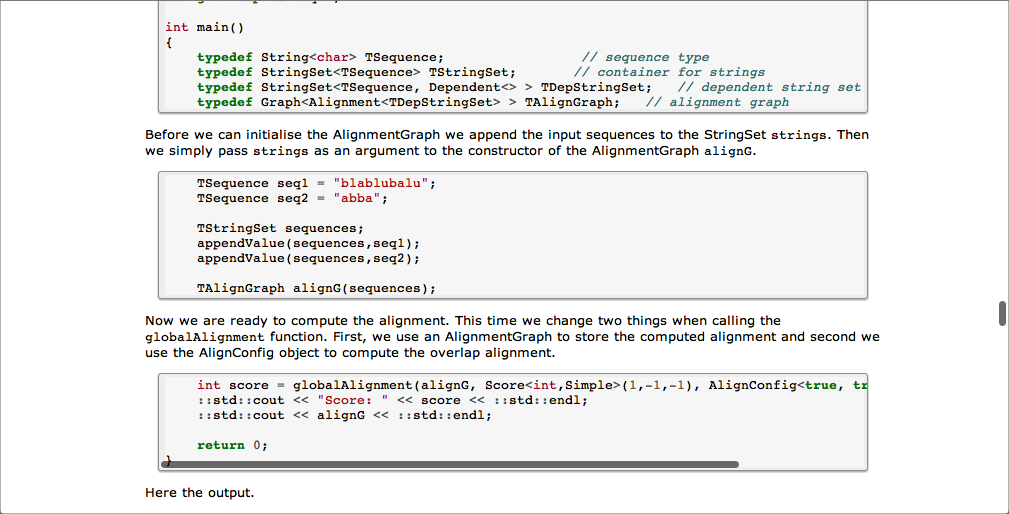 int main()
{
typedef String<char> TSequence; // sequence type
typedef StringSet<TSequence> TStringSet; // container for strings
typedef StringSet<TSequence, Dependent<> > TDepStringSet; // dependent string set
typedef Graph<Alignment<TDepStringSet> > TAlignGraph; // alignment graph
Before we can initialise the AlignmentGraph we append the input sequences to the StringSet strings. Then
we simply pass strings as an argument to the constructor of the AlignmentGraph alignG.
TSequence seq1 = "blablubalu";
TSequence seq2 = "abba";
TStringSet sequences;
appendValue(sequences,seq1);
appendValue(sequences,seq2);
TAlignGraph alignG(sequences);
Now we are ready to compute the alignment. This time we change two things when calling the
globalAlignment function. First, we use an AlignmentGraph to store the computed alignment and second we
use the AlignConfig object to compute the overlap alignment.
int score = globalAlignment(alignG, Score<int,Simple>(1,-1,-1), AlignConfig<true, tr
::std::cout << "Score: " << score << ::std::endl;
::std::cout << alignG << ::std::endl;
return 0;
}
Here the output.